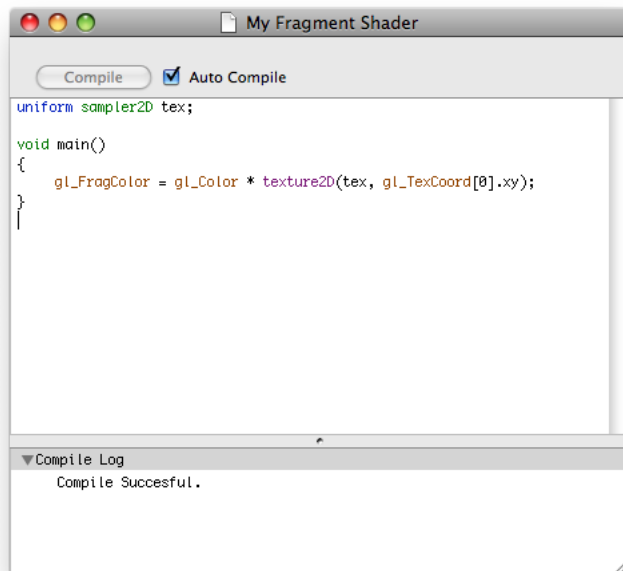 My Fragment Shader
Compile Auto Compile
uniform sampler2D tex;
void main()
{
gl_FragColor = gl_Color * texture2D(tex, gl_TexCoord[0].xy);
}
Compile Log
Compile Succesful.